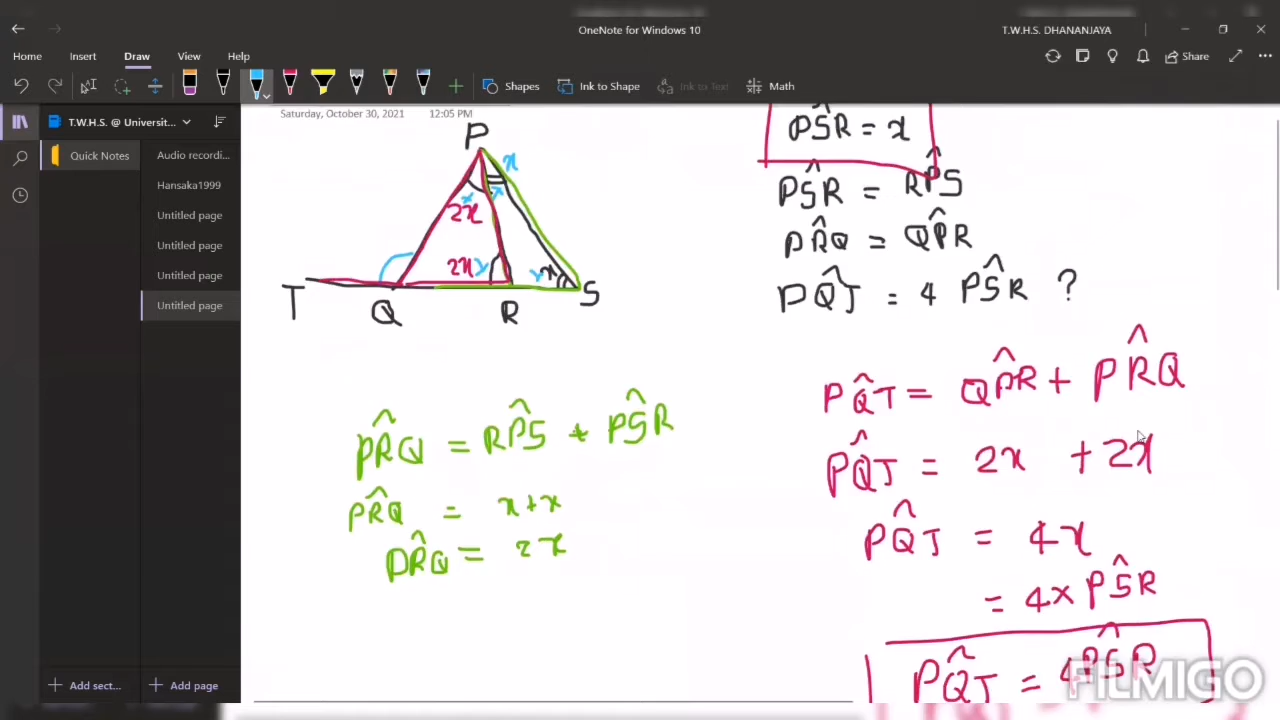 OneNote for Windows 10
T.W.H.S. DHANANJAYA
Home Insert Draw View Help
Share
Shapes Ink to Shape Ink to Text Math
T.W.H.S. @ Universit...
Quick Notes
Audio recordi...
Hansaka1999
Untitled page
Untitled page
Untitled page
Untitled page
Add sect...
Add page
Saturday, October 30, 2021 12:05 PM
P
x
x x
2x
2x x
T Q R S
PŜR = x
PŜR = RP̂S
PR̂Q = QP̂R
PQ̂T = 4 PŜR ?
PR̂Q = RP̂S + PŜR
PR̂Q = x+x
PR̂Q = 2x
PQ̂T = QP̂R + PR̂Q
PQ̂T = 2x + 2x
PQ̂T = 4x
= 4x PŜR
PQ̂T = 4PŜR
FILMIGO